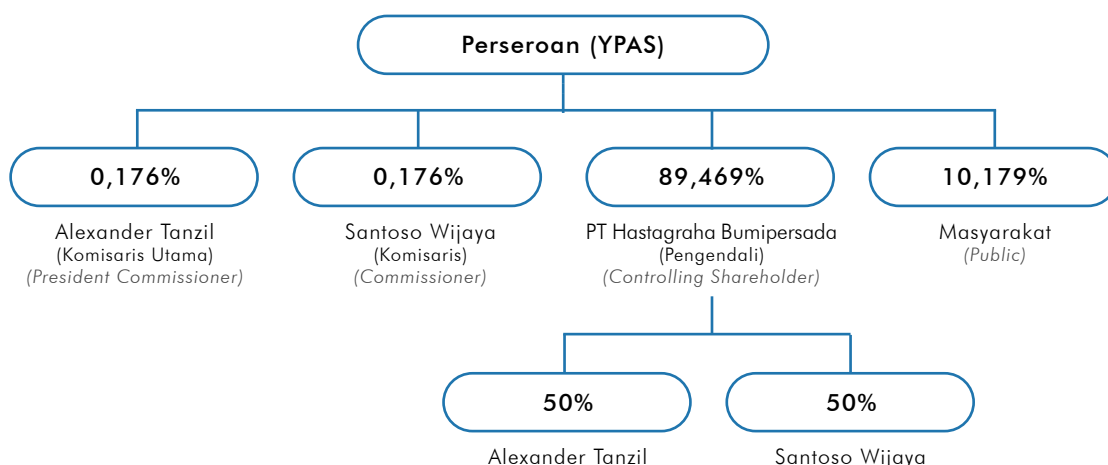 Perseroan (YPAS)
0,176%
Alexander Tanzil
(Komisaris Utama)
(President Commissioner)
0,176%
Santoso Wijaya
(Komisaris)
(Commissioner)
89,469%
PT Hastagraha Bumipersada
(Pengendali)
(Controlling Shareholder)
10,179%
Masyarakat
(Public)
50%
Alexander Tanzil
50%
Santoso Wijaya